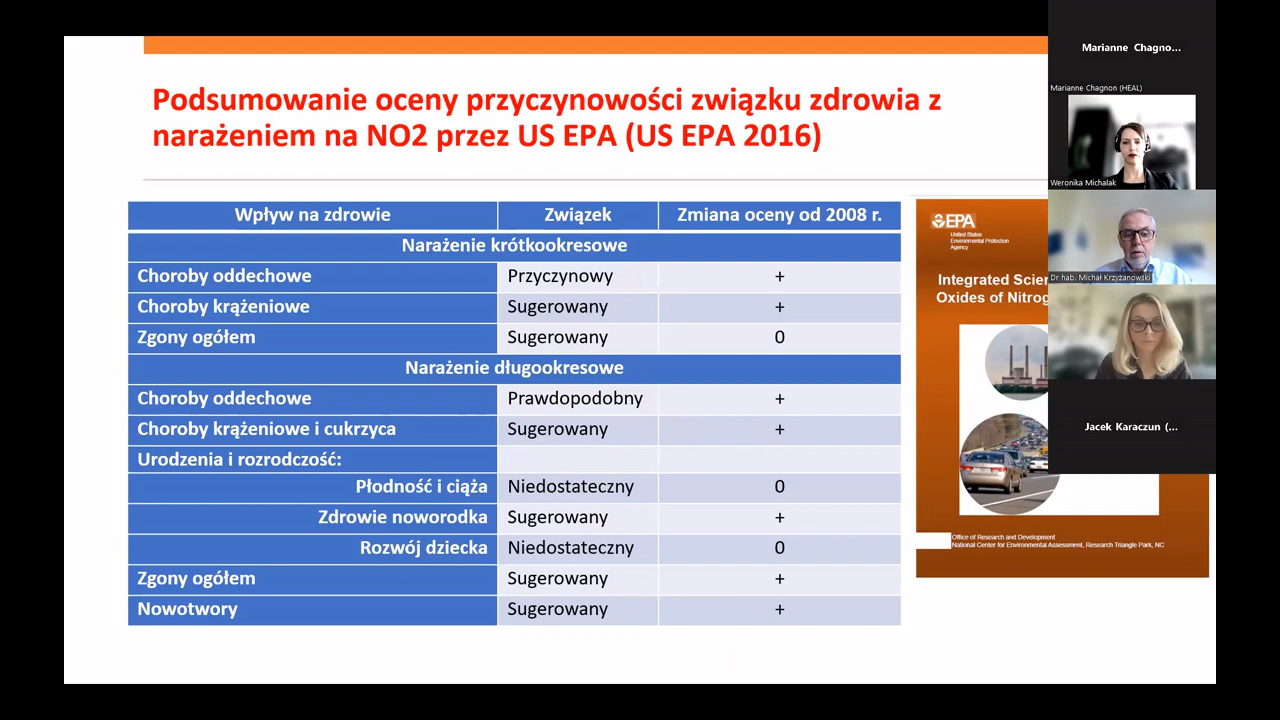 Podsumowanie oceny przyczynowości związku zdrowia z
narażeniem na NO2 przez US EPA (US EPA 2016)
Wpływ na zdrowie Związek Zmiana oceny od 2008 r.
Narażenie krótkookresowe
Choroby oddechowe Przyczynowy +
Choroby krążeniowe Sugerowany +
Zgony ogółem Sugerowany 0
Narażenie długookresowe
Choroby oddechowe Prawdopodobny +
Choroby krążeniowe i cukrzyca Sugerowany +
Urodzenia i rozrodczość:
Płodność i ciąża Niedostateczny 0
Zdrowie noworodka Sugerowany +
Rozwój dziecka Niedostateczny 0
Zgony ogółem Sugerowany +
Nowotwory Sugerowany +
EPA
United States
Environmental Protection
Agency
Integrated Scien
Oxides of Nitrog
Office of Research and Development
National Center for Environmental Assessment, Research Triangle Park, NC
Marianne Chagno...
Marianne Chagnon (HEAL)
Weronika Michalak
Dr hab. Michał Krzyżanowski
Jacek Karaczun (...